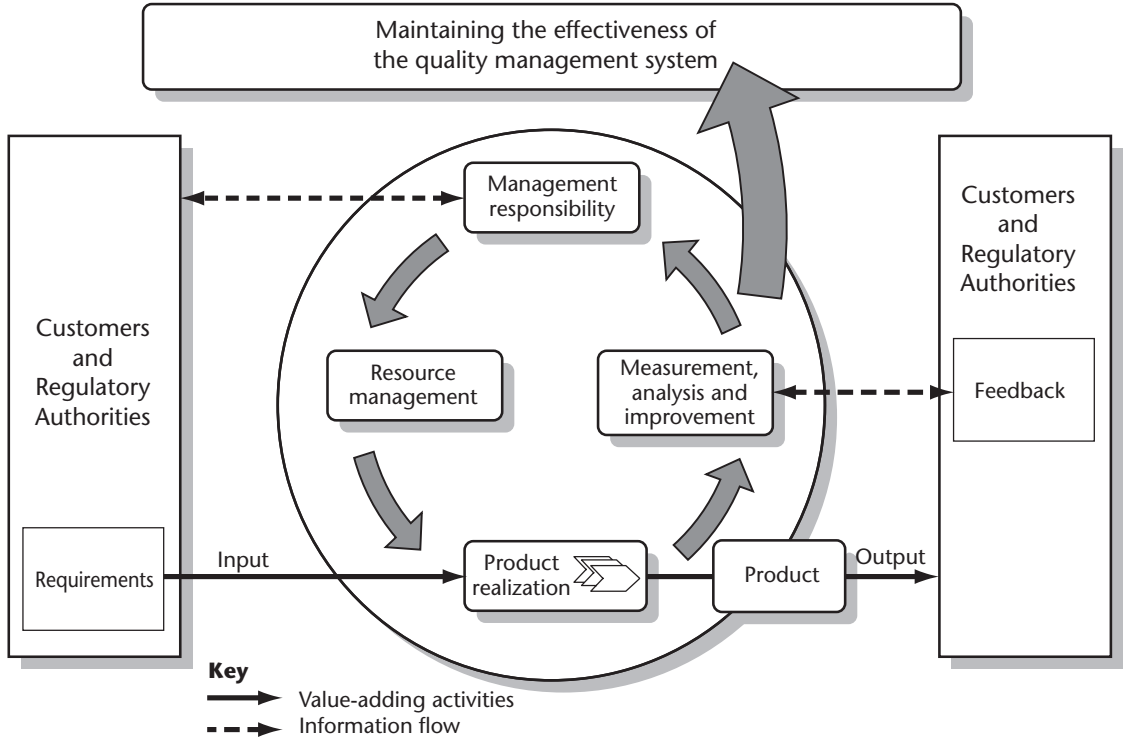 Maintaining the effectiveness of
the quality management system
Customers
and
Regulatory
Authorities
Requirements
Input
Management
responsibility
Resource
management
Measurement,
analysis and
improvement
Product
realization
Product
Output
Customers
and
Regulatory
Authorities
Feedback
Key
Value-adding activities
Information flow